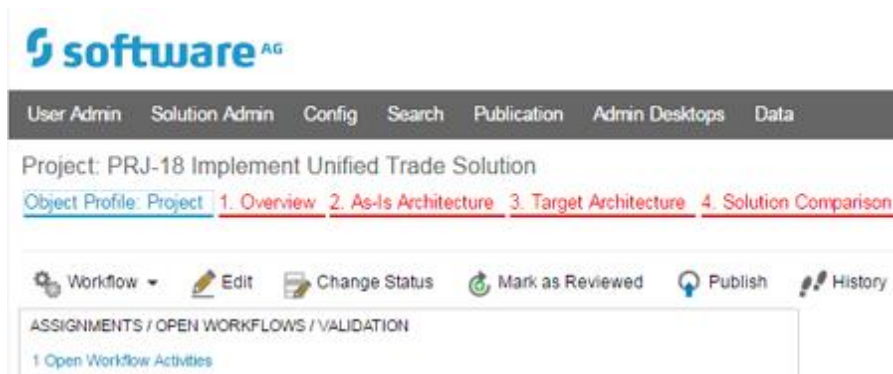 software AG
User Admin Solution Admin Config Search Publication Admin Desktops Data
Project: PRJ-18 Implement Unified Trade Solution
Object Profile: Project 1. Overview 2. As-Is Architecture 3. Target Architecture 4. Solution Comparison
Workflow Edit Change Status Mark as Reviewed Publish History
ASSIGNMENTS / OPEN WORKFLOWS / VALIDATION
1 Open Workflow Activities